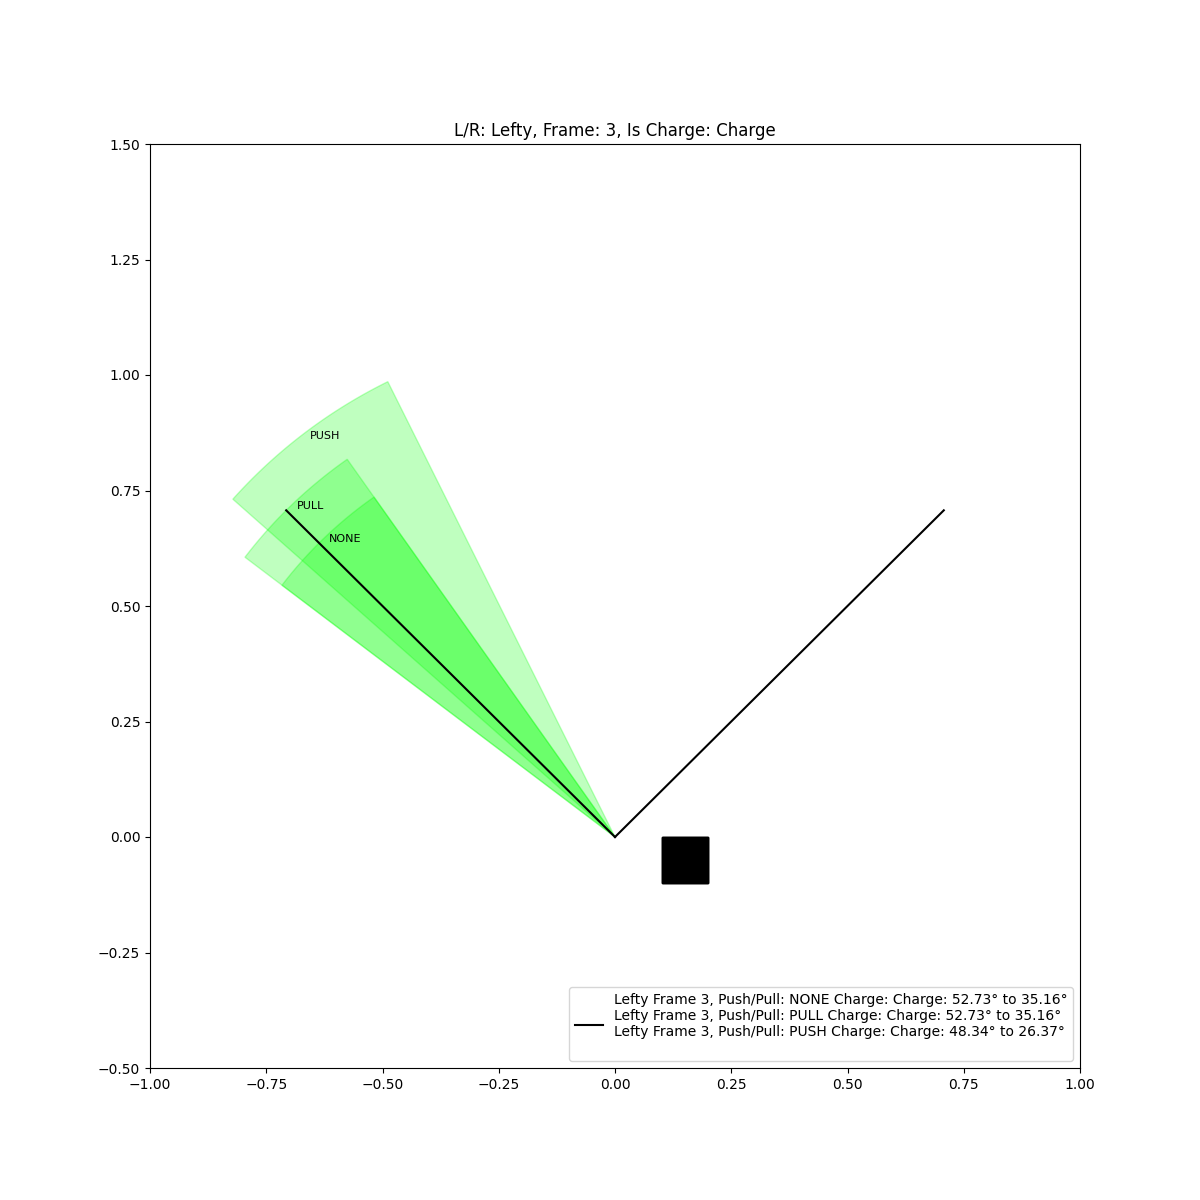 L/R: Lefty, Frame: 3, Is Charge: Charge
1.50
1.25
1.00
0.75
0.50
0.25
0.00
−0.25
−0.50
PUSH
PULL
NONE
Lefty Frame 3, Push/Pull: NONE Charge: Charge: 52.73° to 35.16°
Lefty Frame 3, Push/Pull: PULL Charge: Charge: 52.73° to 35.16°
Lefty Frame 3, Push/Pull: PUSH Charge: Charge: 48.34° to 26.37°
−1.00 −0.75 −0.50 −0.25 0.00 0.25 0.50 0.75 1.00